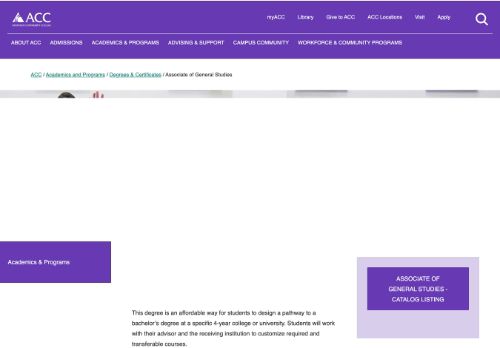 ACC
myACC Library Give to ACC ACC Locations Visit Apply
ABOUT ACC ADMISSIONS ACADEMICS & PROGRAMS ADVISING & SUPPORT CAMPUS COMMUNITY WORKFORCE & COMMUNITY PROGRAMS
ACC / Academics and Programs / Degrees & Certificates / Associate of General Studies
Academics & Programs
ASSOCIATE OF
GENERAL STUDIES -
CATALOG LISTING
This degree is an affordable way for students to design a pathway to a
bachelor's degree at a specific 4-year college or university. Students will work
with their advisor and the receiving institution to customize required and
transferable courses.